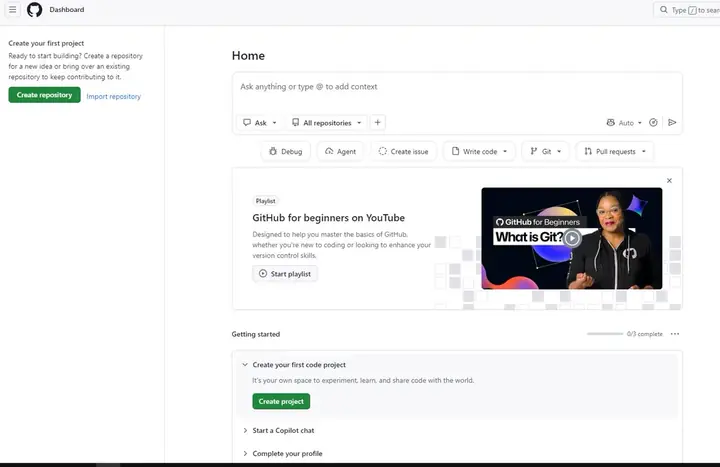 Dashboard
Type / to sear
Create your first project
Ready to start building? Create a repository
for a new idea or bring over an existing
repository to keep contributing to it.
Create repository
Import repository
Home
Ask anything or type @ to add context
Ask
All repositories
Auto
Debug
Agent
Create issue
Write code
Git
Pull requests
Playlist
GitHub for beginners on YouTube
Designed to help you master the basics of GitHub,
whether you're new to coding or looking to enhance your
version control skills.
Start playlist
GitHub for Beginners
What is Git?
Getting started
0/3 complete
Create your first code project
It's your own space to experiment, learn, and share code with the world.
Create project
Start a Copilot chat
Complete your profile